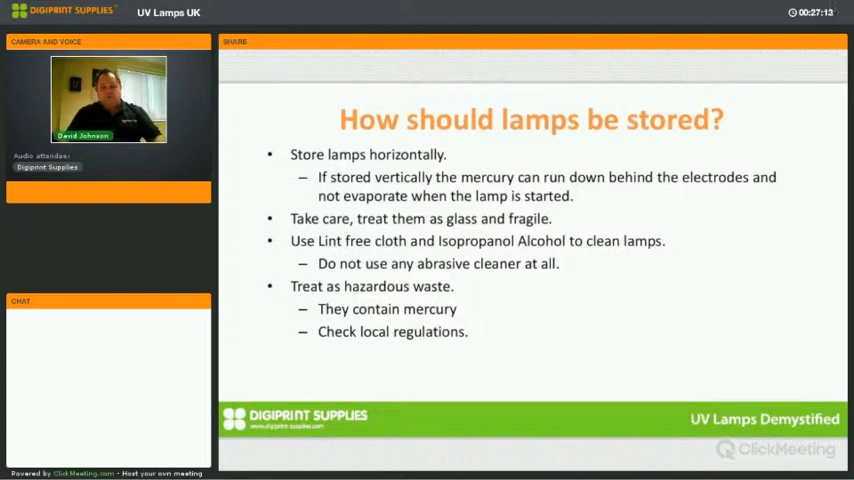 DIGIPRINT SUPPLIES™
UV Lamps UK
00:27:13
CAMERA AND VOICE
David Johnson
Audio attendee:
Digiprint Supplies
CHAT
Powered by ClickMeeting.com - Host your own meeting
SHARE
How should lamps be stored?
• Store lamps horizontally.
– If stored vertically the mercury can run down behind the electrodes and
not evaporate when the lamp is started.
• Take care, treat them as glass and fragile.
• Use Lint free cloth and Isopropanol Alcohol to clean lamps.
– Do not use any abrasive cleaner at all.
• Treat as hazardous waste.
– They contain mercury
– Check local regulations.
DIGIPRINT SUPPLIES
www.digiprint-supplies.com
UV Lamps Demystified
ClickMeeting